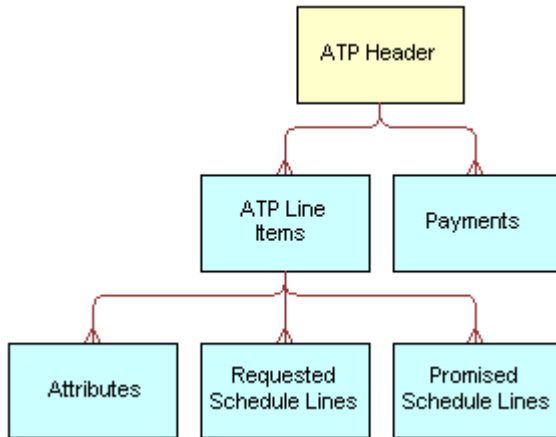 ATP Header
ATP Line
Items
Payments
Attributes
Requested
Schedule Lines
Promised
Schedule Lines